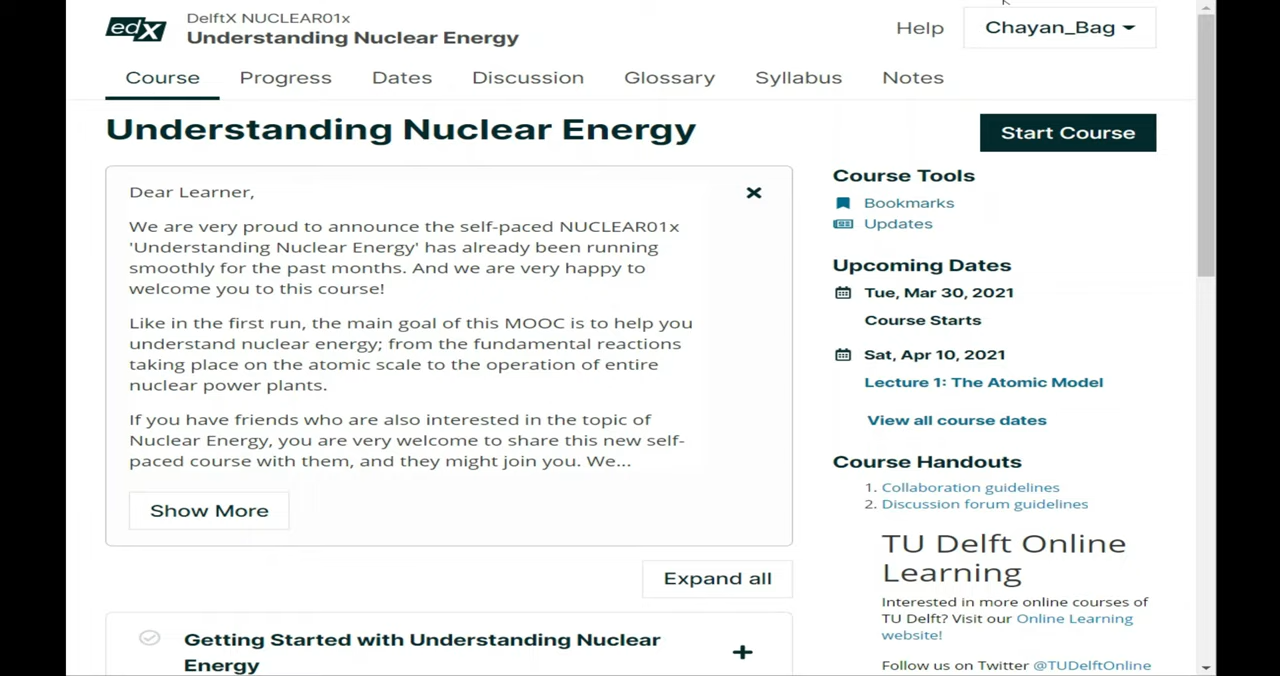 edX
DelftX NUCLEAR01x
Understanding Nuclear Energy
Help
Chayan_Bag
Course
Progress
Dates
Discussion
Glossary
Syllabus
Notes
Understanding Nuclear Energy
Start Course
Dear Learner,
We are very proud to announce the self-paced NUCLEAR01x
'Understanding Nuclear Energy' has already been running
smoothly for the past months. And we are very happy to
welcome you to this course!
Like in the first run, the main goal of this MOOC is to help you
understand nuclear energy; from the fundamental reactions
taking place on the atomic scale to the operation of entire
nuclear power plants.
If you have friends who are also interested in the topic of
Nuclear Energy, you are very welcome to share this new self-
paced course with them, and they might join you. We...
Show More
Expand all
Getting Started with Understanding Nuclear
Energy
Course Tools
Bookmarks
Updates
Upcoming Dates
Tue, Mar 30, 2021
Course Starts
Sat, Apr 10, 2021
Lecture 1: The Atomic Model
View all course dates
Course Handouts
1. Collaboration guidelines
2. Discussion forum guidelines
TU Delft Online
Learning
Interested in more online courses of
TU Delft? Visit our Online Learning
website!
Follow us on Twitter @TUDelftOnline